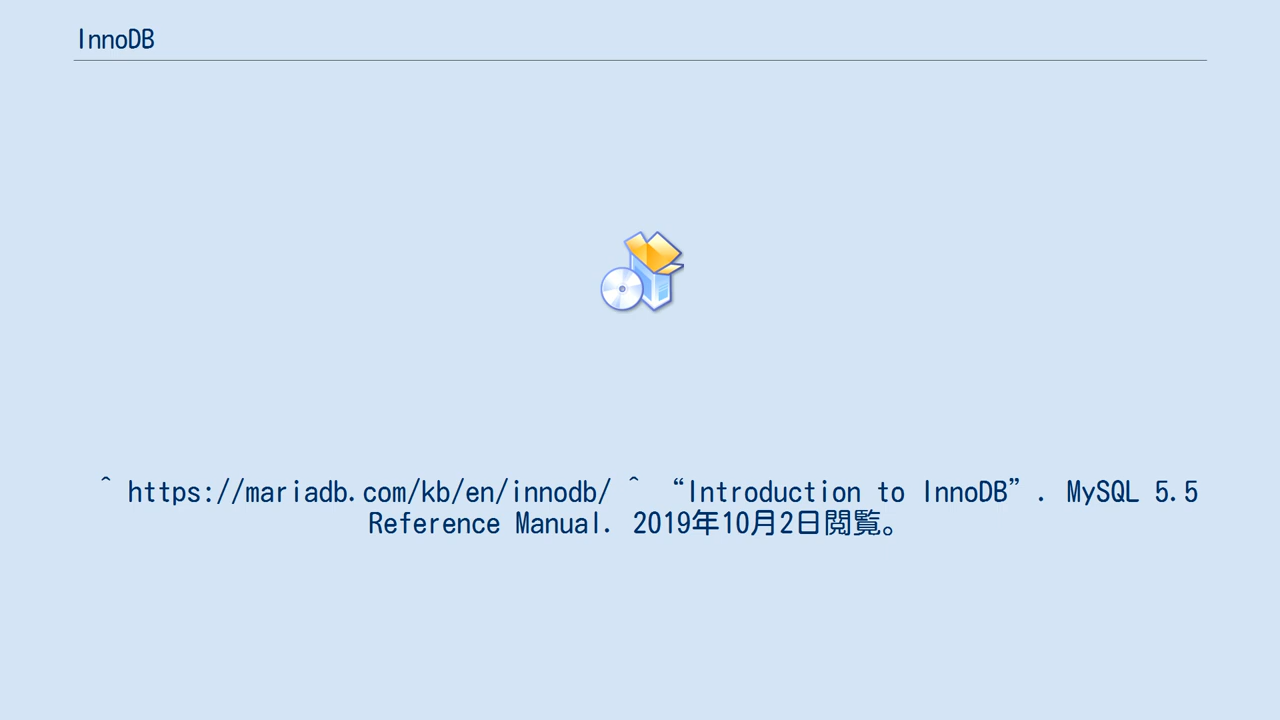 InnoDB
^ https://mariadb.com/kb/en/innodb/ ^ “Introduction to InnoDB”. MySQL 5.5
Reference Manual. 2019年10月2日閲覧。